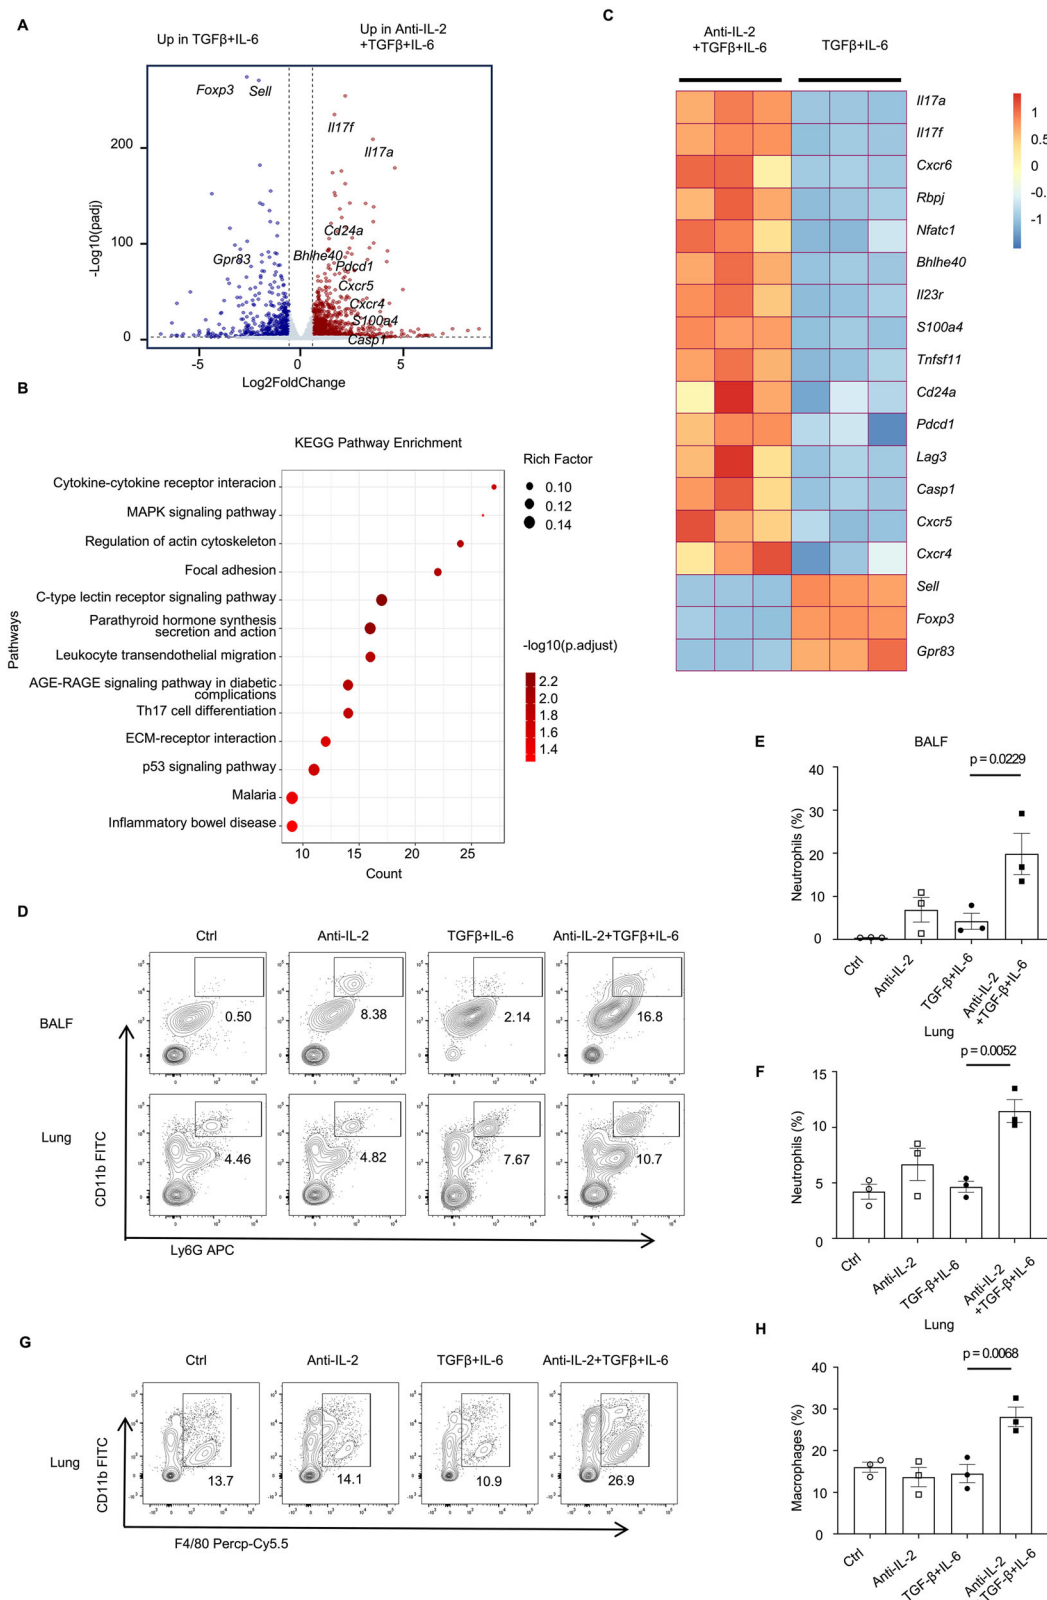 A
Up in TGFβ+IL-6
Up in Anti-IL-2
+TGFβ+IL-6
Foxp3
Sell
Il17f
Il17a
Cd24a
Gpr83
Bhlhe40
Pdcd1
Cxcr5
Cxcr4
S100a4
Casp1
200
100
0
-Log10(padj)
-5
0
5
Log2FoldChange
B
KEGG Pathway Enrichment
Cytokine-cytokine receptor interacion
MAPK signaling pathway
Regulation of actin cytoskeleton
Focal adhesion
C-type lectin receptor signaling pathway
Parathyroid hormone synthesis
secretion and action
Leukocyte transendothelial migration
AGE-RAGE signaling pathway in diabetic
complications
Th17 cell differentiation
ECM-receptor interaction
p53 signaling pathway
Malaria
Inflammatory bowel disease
Pathways
10
15
20
25
Count
Rich Factor
0.10
0.12
0.14
-log10(p.adjust)
2.2
2.0
1.8
1.6
1.4
C
Anti-IL-2
+TGFβ+IL-6
TGFβ+IL-6
Il17a
Il17f
Cxcr6
Rbpj
Nfatc1
Bhlhe40
Il23r
S100a4
Tnfsf11
Cd24a
Pdcd1
Lag3
Casp1
Cxcr5
Cxcr4
Sell
Foxp3
Gpr83
1
0.5
0
-0.
-1
D
Ctrl
Anti-IL-2
TGFβ+IL-6
Anti-IL-2+TGFβ+IL-6
BALF
0.50
8.38
2.14
16.8
Lung
4.46
4.82
7.67
10.7
CD11b FITC
Ly6G APC
E
BALF
p = 0.0229
40
30
20
10
0
Neutrophils (%)
Ctrl
Anti-IL-2
TGF-β+IL-6
Anti-IL-2
+TGF-β+IL-6
F
Lung
p = 0.0052
15
10
5
0
Neutrophils (%)
Ctrl
Anti-IL-2
TGF-β+IL-6
Anti-IL-2
+TGF-β+IL-6
G
Ctrl
Anti-IL-2
TGFβ+IL-6
Anti-IL-2+TGFβ+IL-6
Lung
13.7
14.1
10.9
26.9
CD11b FITC
F4/80 Percp-Cy5.5
H
Lung
p = 0.0068
40
30
20
10
0
Macrophages (%)
Ctrl
Anti-IL-2
TGF-β+IL-6
Anti-IL-2
TGF-β+IL-6